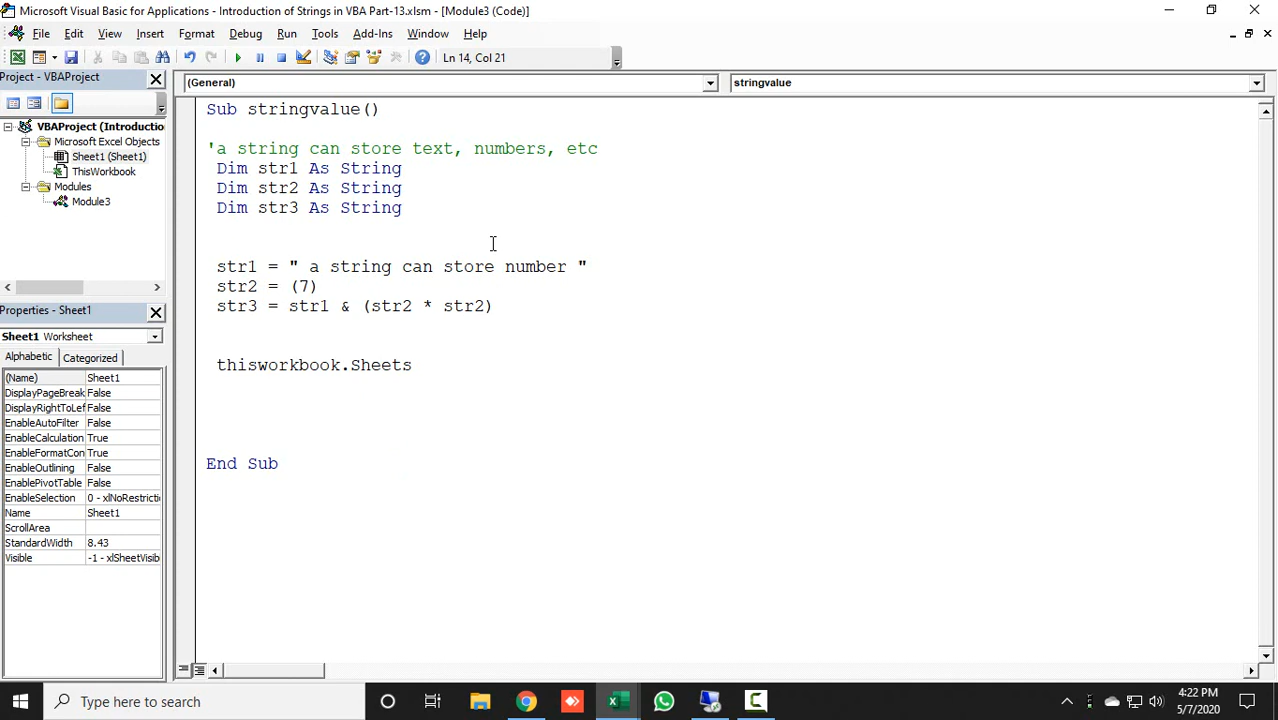 Microsoft Visual Basic for Applications - Introduction of Strings in VBA Part-13.xlsm - [Module3 (Code)]
File Edit View Insert Format Debug Run Tools Add-Ins Window Help
Ln 14, Col 21
Project - VBAProject
(General)
stringvalue
VBAProject (Introductio
Microsoft Excel Objects
Sheet1 (Sheet1)
ThisWorkbook
Modules
Module3
Properties - Sheet1
Sheet1 Worksheet
Alphabetic Categorized
(Name) Sheet1
DisplayPageBreak False
DisplayRightToLef False
EnableAutoFilter False
EnableCalculation True
EnableFormatCon True
EnableOutlining False
EnablePivotTable False
EnableSelection 0 - xlNoRestricti
Name Sheet1
ScrollArea
StandardWidth 8.43
Visible -1 - xlSheetVisib
Sub stringvalue()
'a string can store text, numbers, etc
Dim str1 As String
Dim str2 As String
Dim str3 As String
str1 = " a string can store number "
str2 = (7)
str3 = str1 & (str2 * str2)
thisworkbook.Sheets
End Sub
Type here to search
4:22 PM
5/7/2020